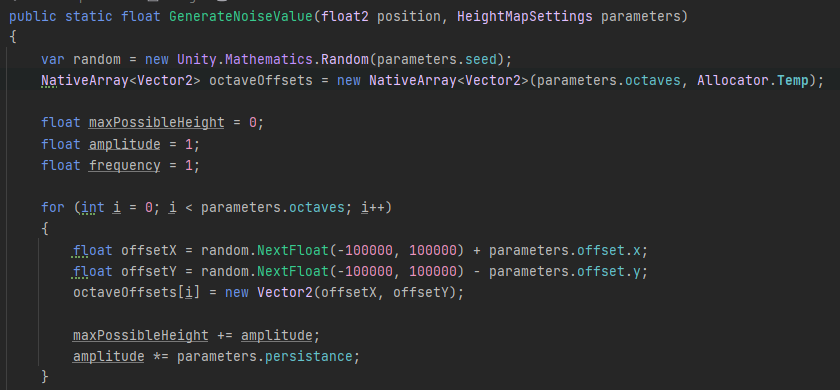 public static float GenerateNoiseValue(float2 position, HeightMapSettings parameters)
{
var random = new Unity.Mathematics.Random(parameters.seed);
NativeArray<Vector2> octaveOffsets = new NativeArray<Vector2>(parameters.octaves, Allocator.Temp);
float maxPossibleHeight = 0;
float amplitude = 1;
float frequency = 1;
for (int i = 0; i < parameters.octaves; i++)
{
float offsetX = random.NextFloat(-100000, 100000) + parameters.offset.x;
float offsetY = random.NextFloat(-100000, 100000) - parameters.offset.y;
octaveOffsets[i] = new Vector2(offsetX, offsetY);
maxPossibleHeight += amplitude;
amplitude *= parameters.persistance;
}